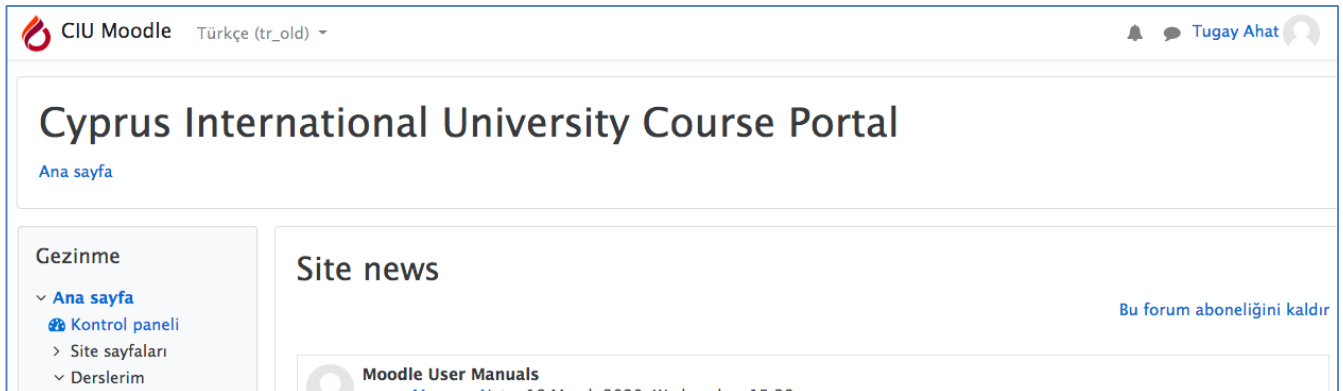 CIU Moodle Türkçe (tr_old) Tugay Ahat
Cyprus International University Course Portal
Ana sayfa
Gezinme
Ana sayfa
Kontrol paneli
Site sayfaları
Derslerim
Site news
Bu forum aboneliğini kaldır
Moodle User Manuals